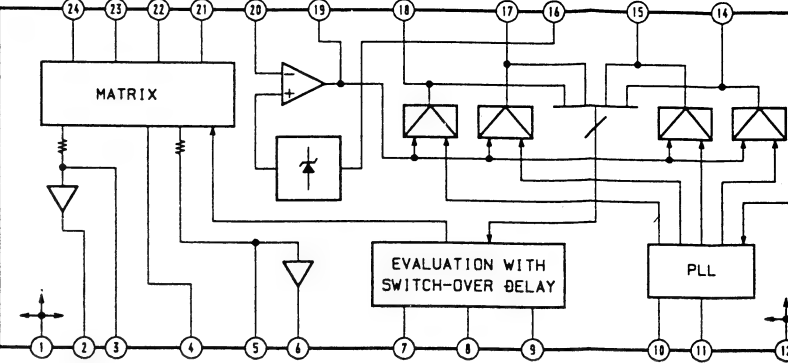 24 23 22 21 20 19 18 17 16 15 14
MATRIX
−
+
EVALUATION WITH
SWITCH-OVER DELAY
PLL
1 2 3 4 5 6 7 8 9 10 11